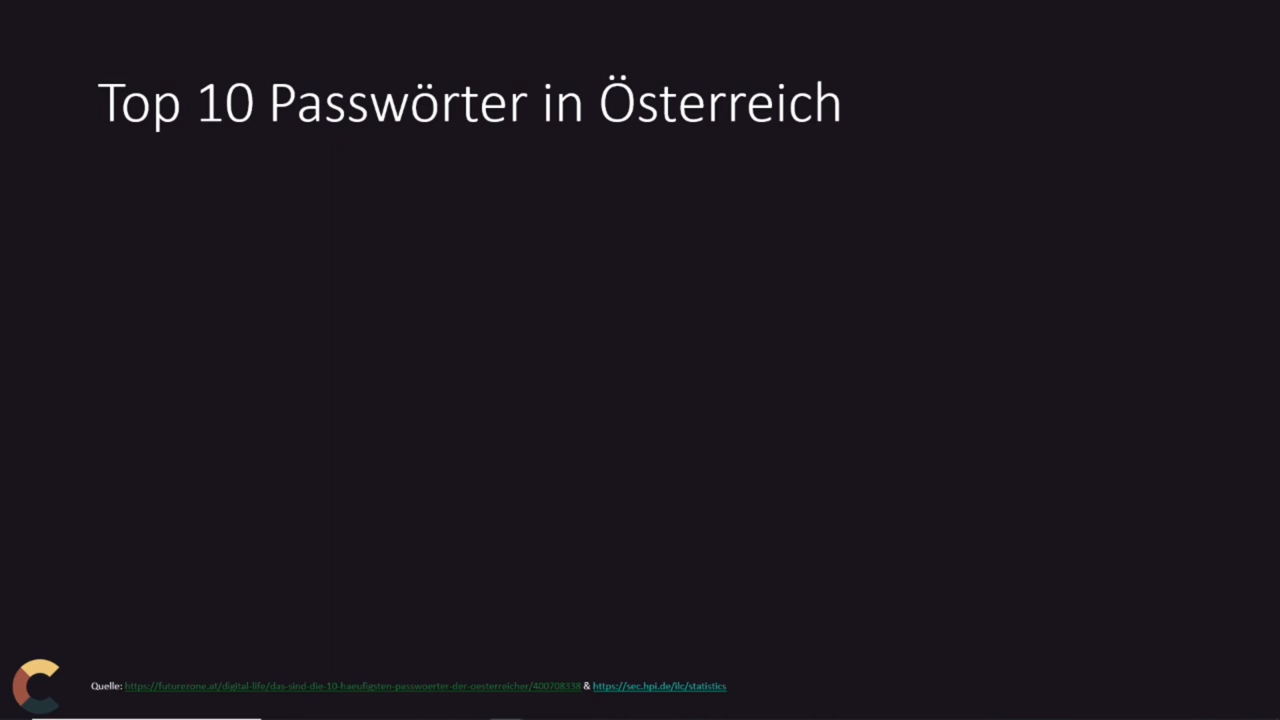 Top 10 Passwörter in Österreich
Quelle: https://futurezone.at/digital-life/das-sind-die-10-haeufigsten-passwoerter-der-oesterreicher/400708338 & https://sec.hpi.de/ilc/statistics